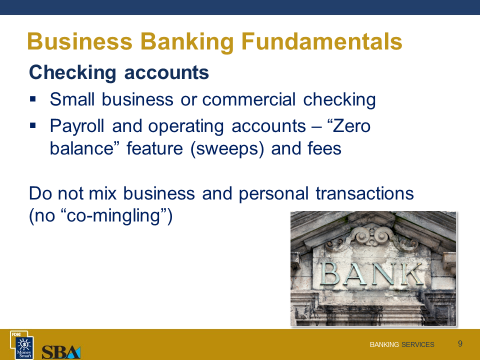 Business Banking Fundamentals
Checking accounts
▪ Small business or commercial checking
▪ Payroll and operating accounts – “Zero
balance” feature (sweeps) and fees
Do not mix business and personal transactions
(no “co-mingling”)
BANK
FDIC
Money
Smart
SBA
BANKING SERVICES
9